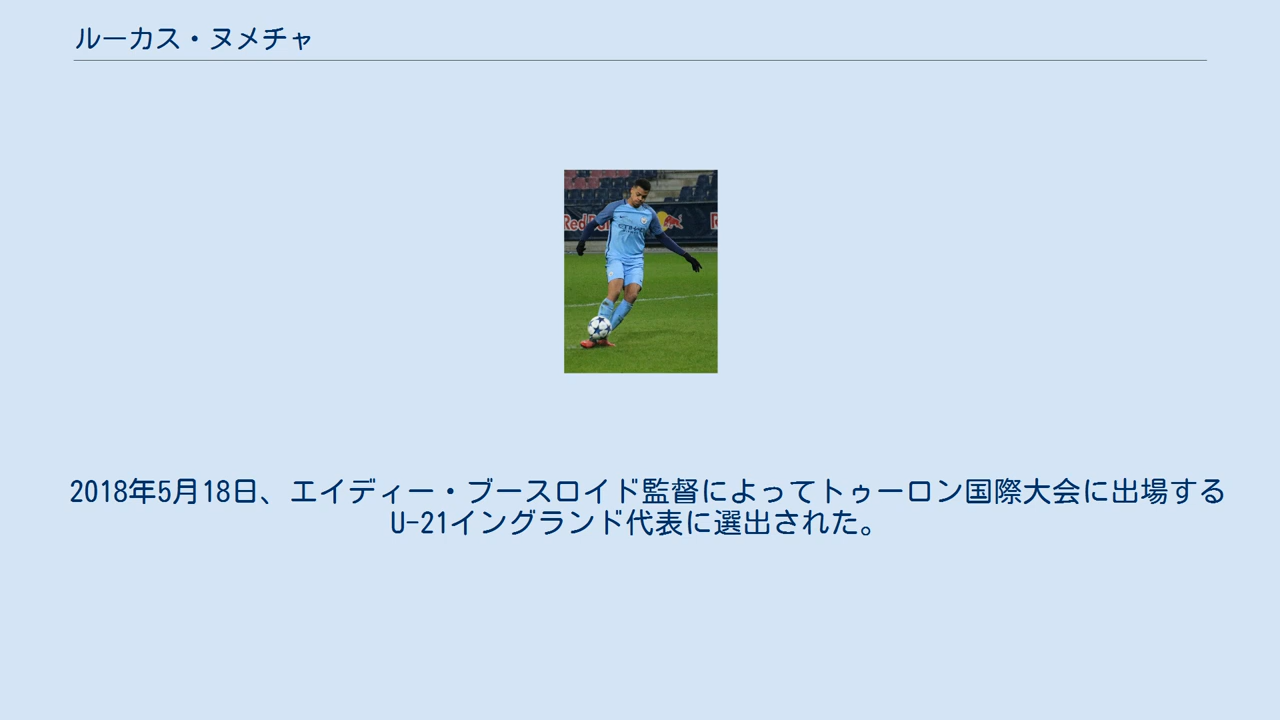 ルーカス・ヌメチャ
2018年5月18日、エイディー・ブースロイド監督によってトゥーロン国際大会に出場する
U-21イングランド代表に選出された。